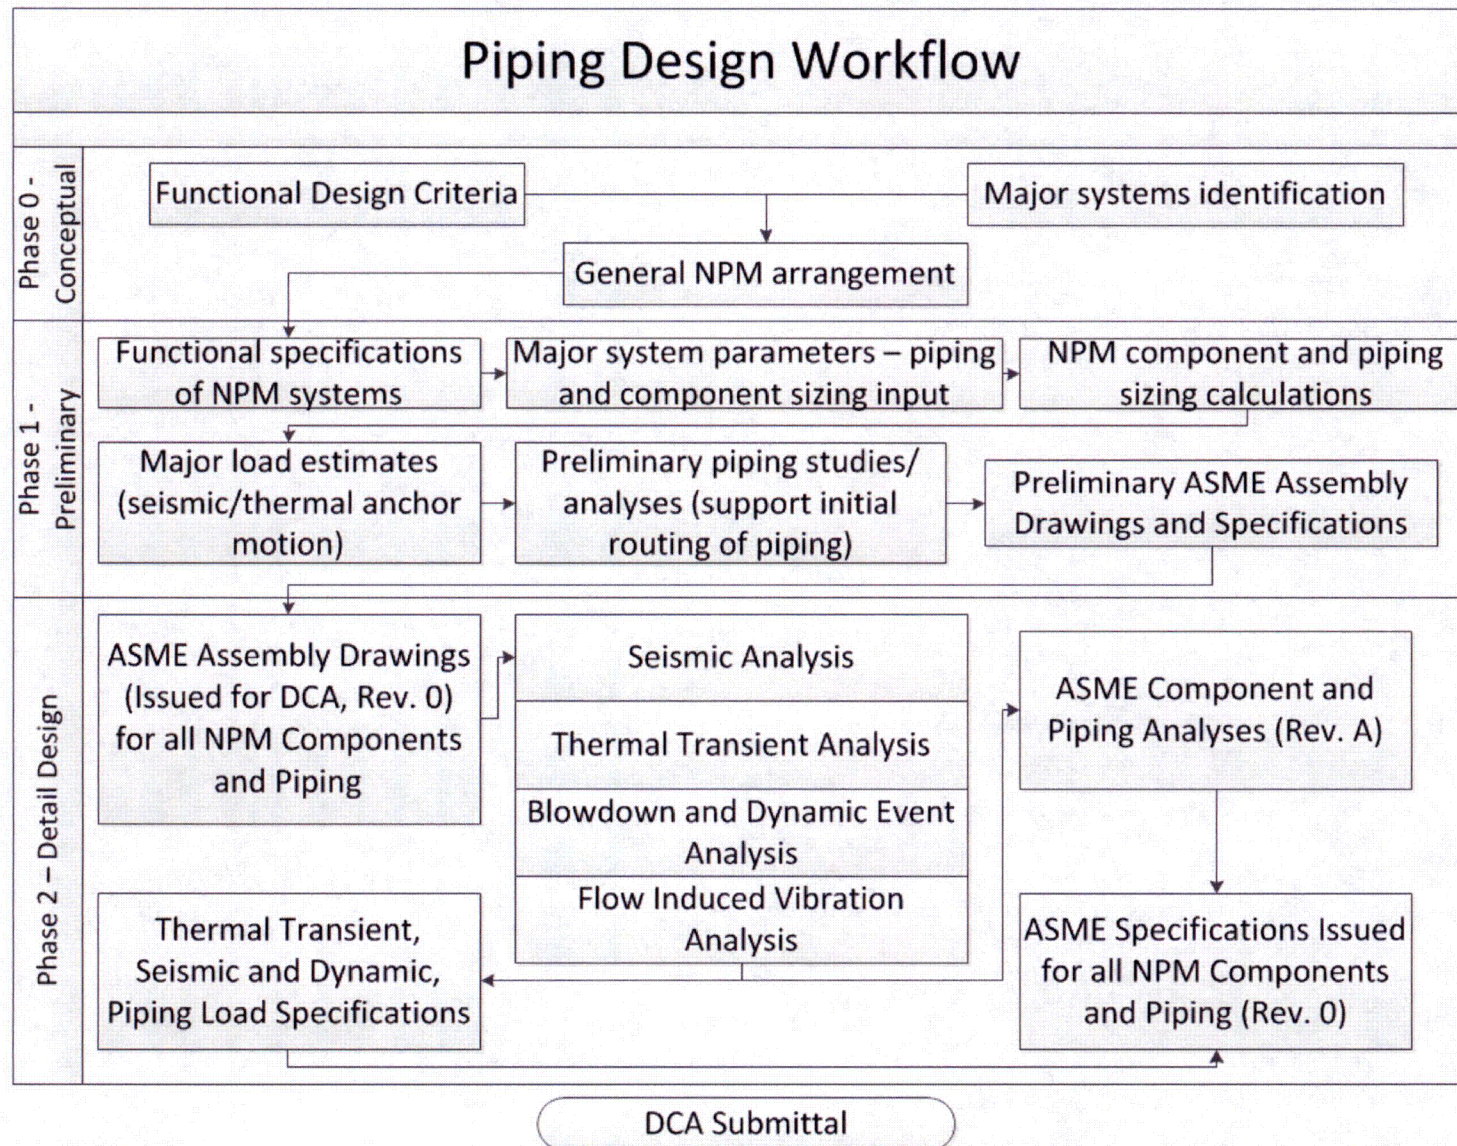 Piping Design Workflow
Phase 0 -
Conceptual
Functional Design Criteria
Major systems identification
General NPM arrangement
Phase 1 -
Preliminary
Functional specifications
of NPM systems
Major system parameters – piping
and component sizing input
NPM component and piping
sizing calculations
Major load estimates
(seismic/thermal anchor
motion)
Preliminary piping studies/
analyses (support initial
routing of piping)
Preliminary ASME Assembly
Drawings and Specifications
Phase 2 – Detail Design
ASME Assembly Drawings
(Issued for DCA, Rev. 0)
for all NPM Components
and Piping
Seismic Analysis
Thermal Transient Analysis
Blowdown and Dynamic Event
Analysis
Flow Induced Vibration
Analysis
ASME Component and
Piping Analyses (Rev. A)
Thermal Transient,
Seismic and Dynamic,
Piping Load Specifications
ASME Specifications Issued
for all NPM Components
and Piping (Rev. 0)
DCA Submittal